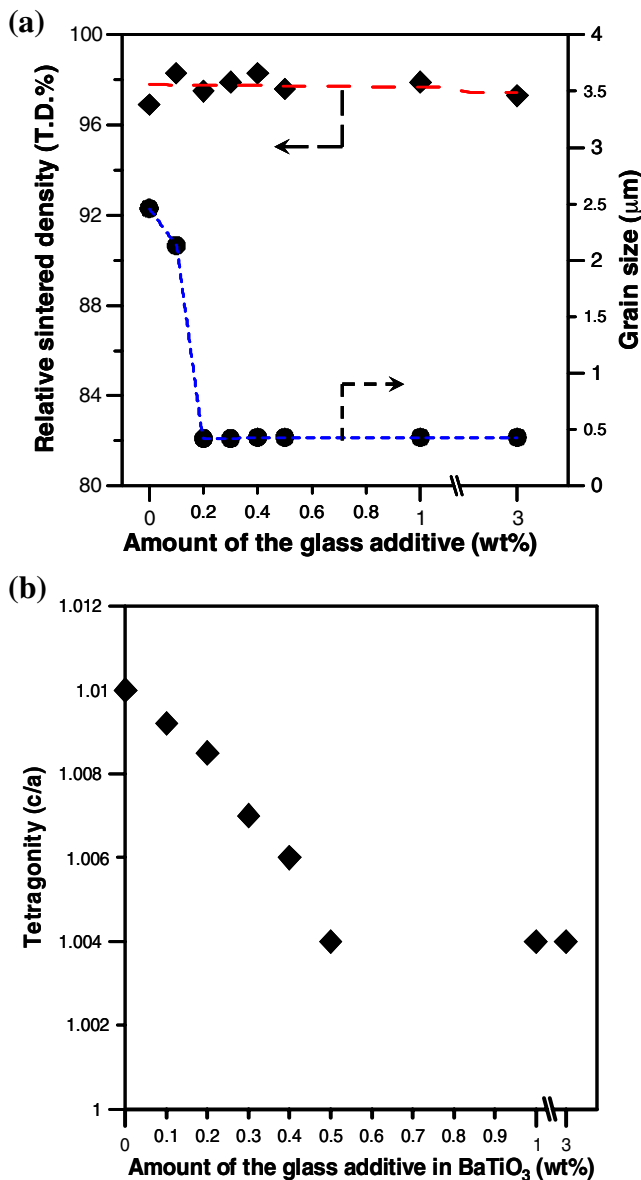 (a)
100
96
92
88
84
80
Relative sintered density (T.D.%)
4
3.5
3
2.5
2
1.5
1
0.5
0
Grain size (μm)
0 0.2 0.4 0.6 0.8 1 3
Amount of the glass additive (wt%)
(b)
1.012
1.01
1.008
1.006
1.004
1.002
1
Tetragonity (c/a)
0 0.1 0.2 0.3 0.4 0.5 0.6 0.7 0.8 0.9 1 3
Amount of the glass additive in BaTiO₃ (wt%)